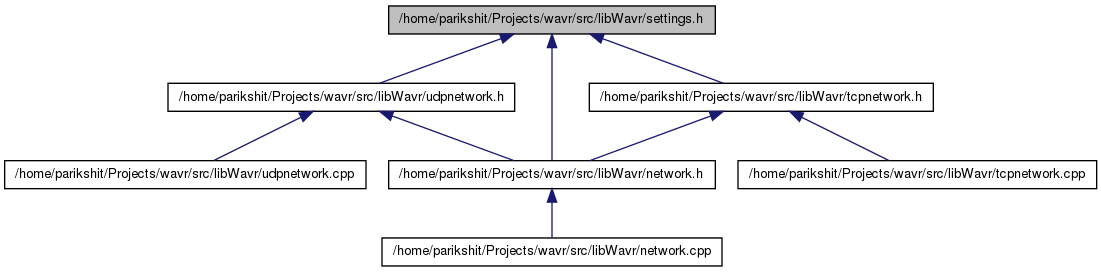 /home/parikshit/Projects/wavr/src/libWavr/settings.h
/home/parikshit/Projects/wavr/src/libWavr/udpnetwork.h
/home/parikshit/Projects/wavr/src/libWavr/tcpnetwork.h
/home/parikshit/Projects/wavr/src/libWavr/udpnetwork.cpp
/home/parikshit/Projects/wavr/src/libWavr/network.h
/home/parikshit/Projects/wavr/src/libWavr/tcpnetwork.cpp
/home/parikshit/Projects/wavr/src/libWavr/network.cpp